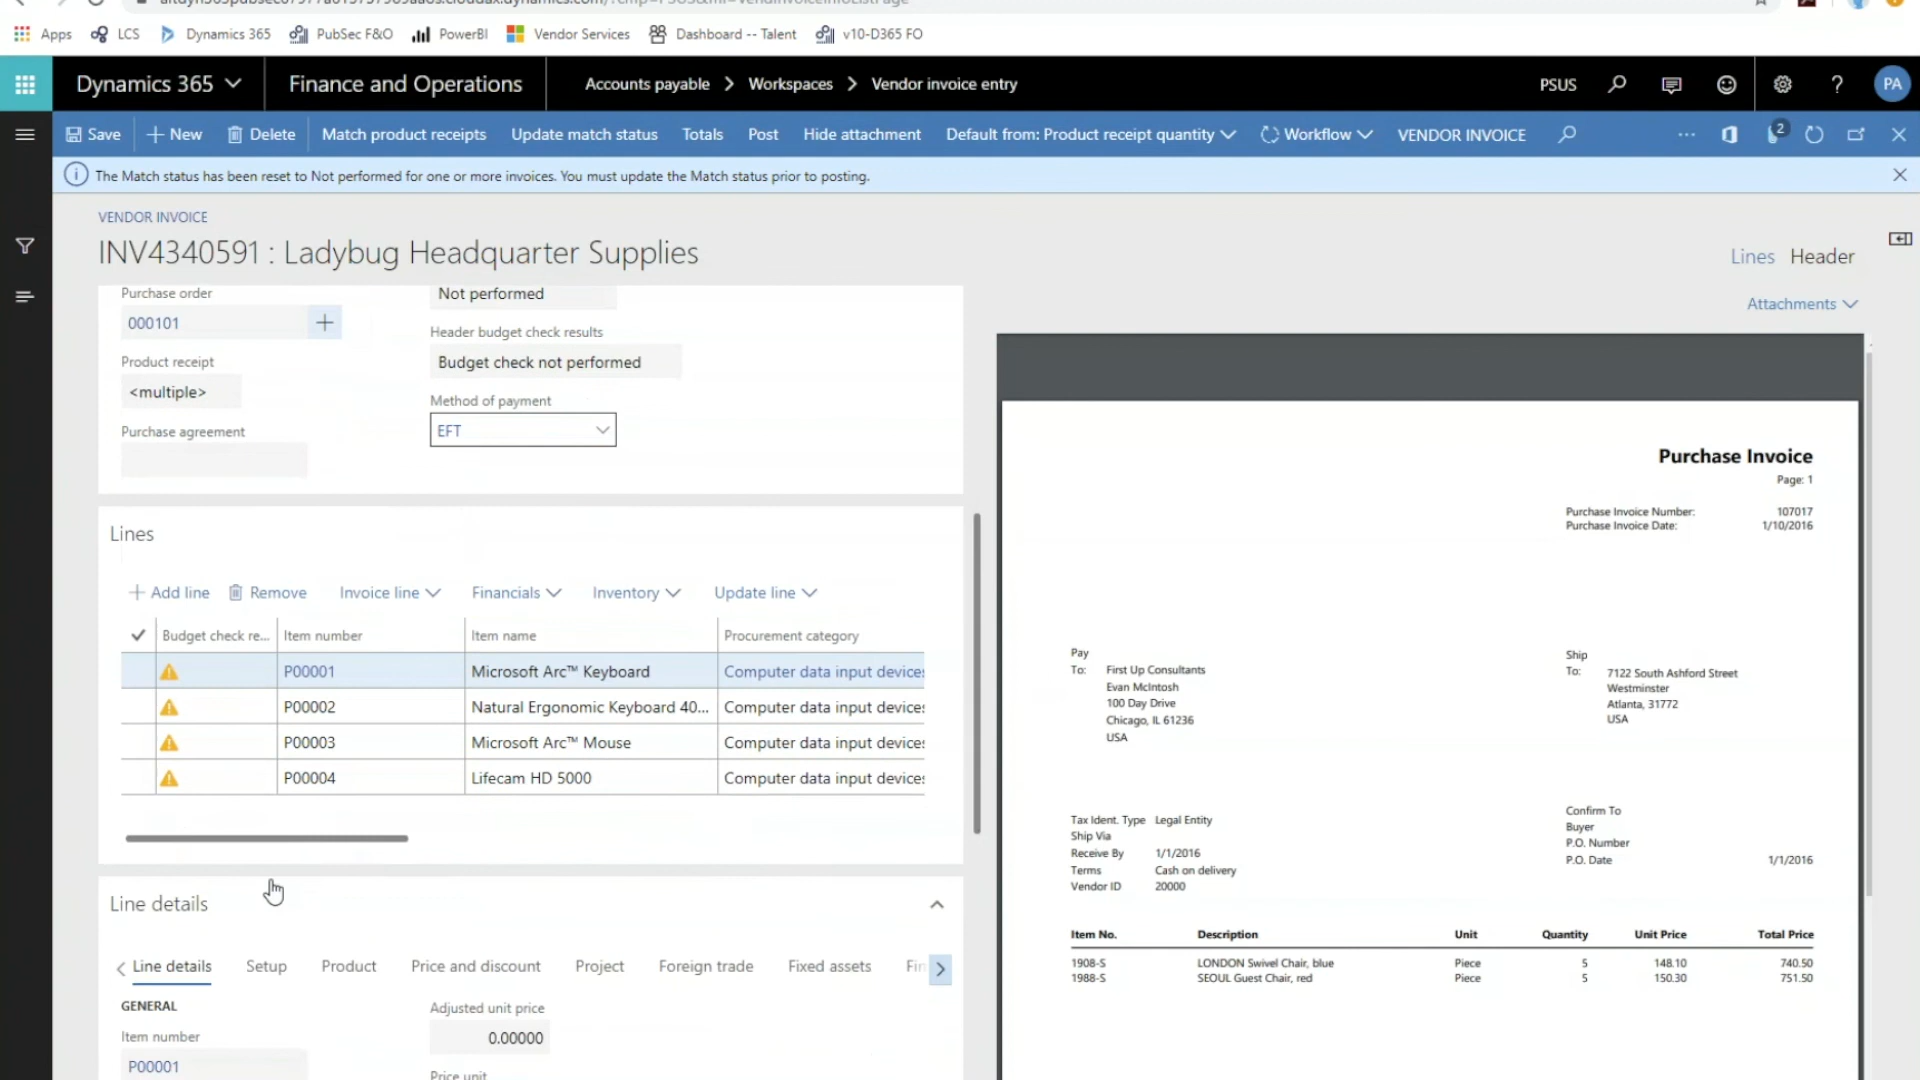 Apps
LCS
Dynamics 365
PubSec F&O
PowerBI
Vendor Services
Dashboard -- Talent
v10-D365 FO
Dynamics 365
Finance and Operations
Accounts payable
Workspaces
Vendor invoice entry
PSUS
?
PA
Save
New
Delete
Match product receipts
Update match status
Totals
Post
Hide attachment
Default from: Product receipt quantity
Workflow
VENDOR INVOICE
2
The Match status has been reset to Not performed for one or more invoices. You must update the Match status prior to posting.
VENDOR INVOICE
INV4340591 : Ladybug Headquarter Supplies
Lines
Header
Attachments
Purchase order
000101
Product receipt
<multiple>
Purchase agreement
Not performed
Header budget check results
Budget check not performed
Method of payment
EFT
Lines
Add line
Remove
Invoice line
Financials
Inventory
Update line
Budget check re... Item number Item name Procurement category
P00001 Microsoft Arc™ Keyboard Computer data input devices
P00002 Natural Ergonomic Keyboard 40... Computer data input devices
P00003 Microsoft Arc™ Mouse Computer data input devices
P00004 Lifecam HD 5000 Computer data input devices
Line details
Line details
Setup
Product
Price and discount
Project
Foreign trade
Fixed assets
Fin
GENERAL
Item number
P00001
Adjusted unit price
0.00000
Price unit
Purchase Invoice
Page: 1
Purchase Invoice Number: 107017
Purchase Invoice Date: 1/10/2016
Pay
To: First Up Consultants
Evan McIntosh
100 Day Drive
Chicago, IL 61236
USA
Ship
To: 7122 South Ashford Street
Westminster
Atlanta, 31772
USA
Tax Ident. Type Legal Entity
Ship Via
Receive By 1/1/2016
Terms Cash on delivery
Vendor ID 20000
Confirm To
Buyer
P.O. Number
P.O. Date 1/1/2016
Item No. Description Unit Quantity Unit Price Total Price
1908-S LONDON Swivel Chair, blue Piece 5 148.10 740.50
1988-S SEOUL Guest Chair, red Piece 5 150.30 751.50